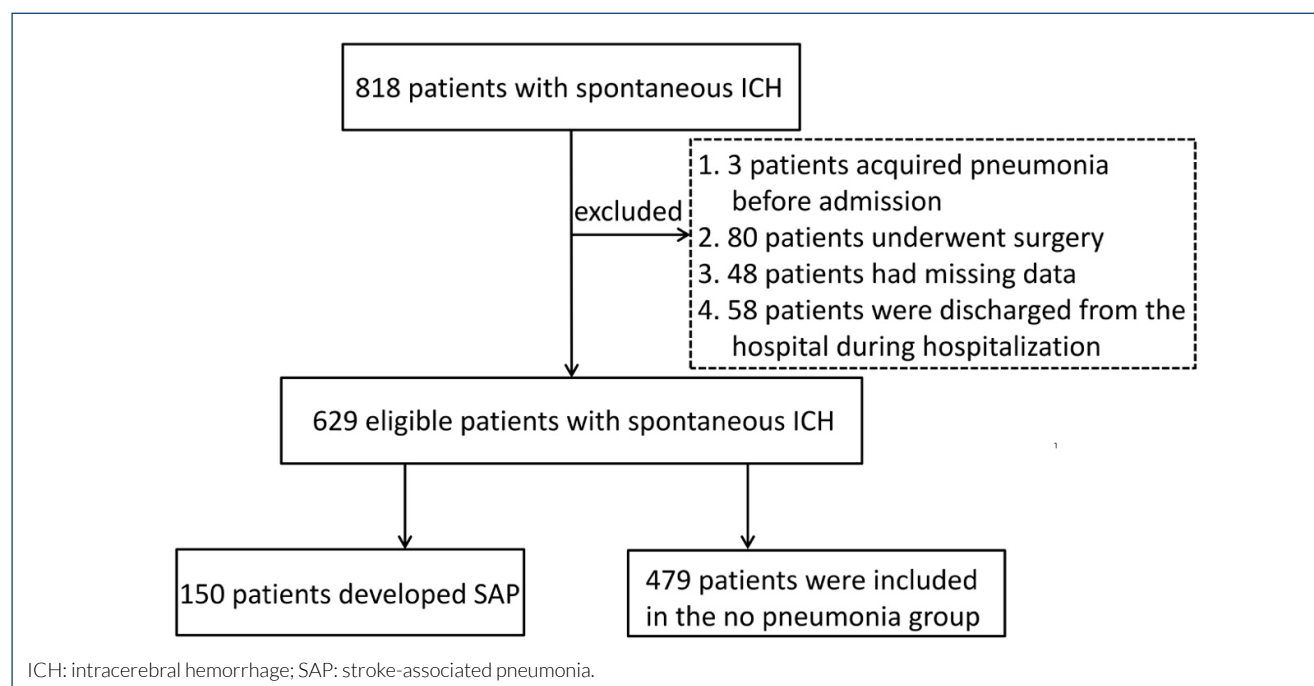 818 patients with spontaneous ICH
excluded
1. 3 patients acquired pneumonia
before admission
2. 80 patients underwent surgery
3. 48 patients had missing data
4. 58 patients were discharged from the
hospital during hospitalization
629 eligible patients with spontaneous ICH
150 patients developed SAP
479 patients were included
in the no pneumonia group
ICH: intracerebral hemorrhage; SAP: stroke-associated pneumonia.